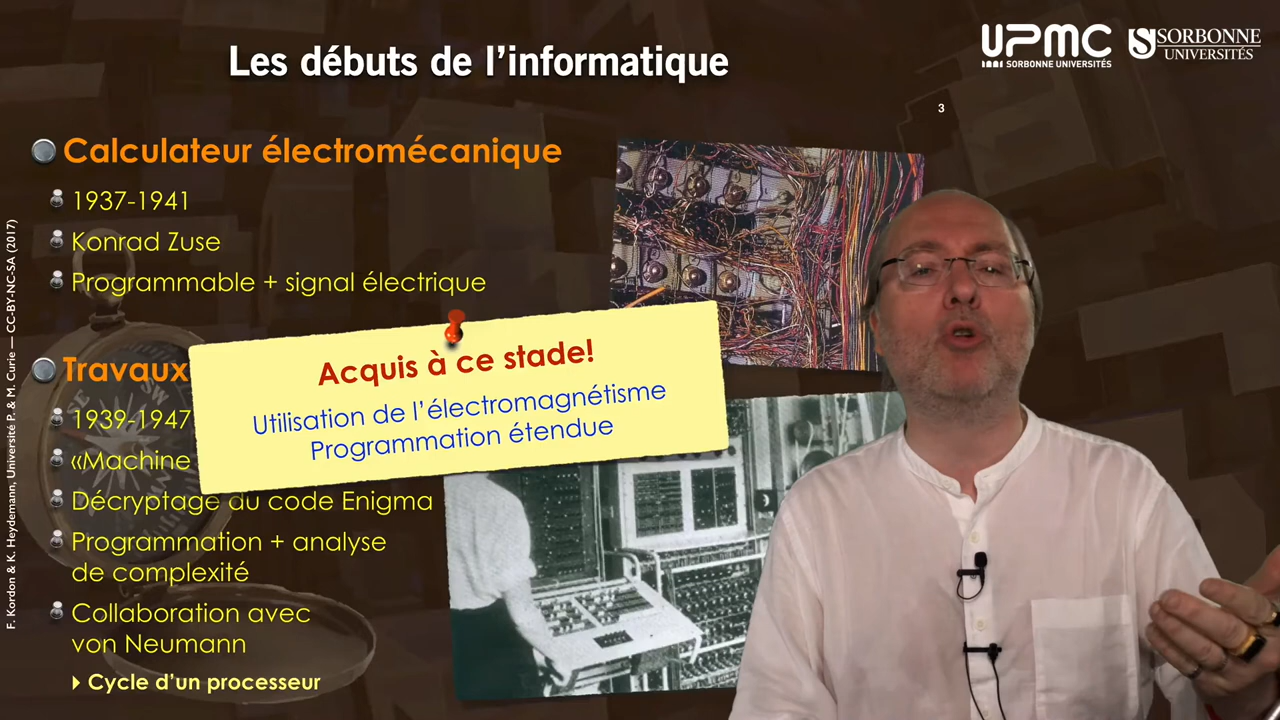 Les débuts de l’informatique
UPMC
SORBONNE UNIVERSITÉS
SORBONNE
UNIVERSITÉS
3
Calculateur électromécanique
1937-1941
Konrad Zuse
Programmable + signal électrique
Acquis à ce stade!
Utilisation de l’électromagnétisme
Programmation étendue
Travaux
1939-1947
«Machine
Décryptage du code Enigma
Programmation + analyse
de complexité
Collaboration avec
von Neumann
Cycle d’un processeur
F. Kordon & K. Heydemann, Université P. & M. Curie — CC-BY-NC-SA (2017)